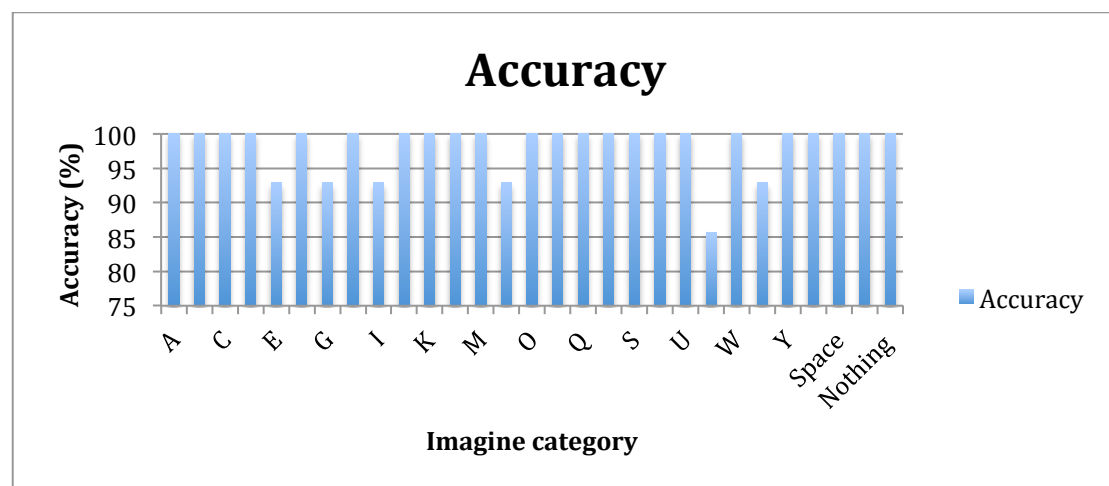 Accuracy
Accuracy (%)
100
95
90
85
80
75
A
C
E
G
I
K
M
O
Q
S
U
W
Y
Space
Nothing
Imagine category
Accuracy